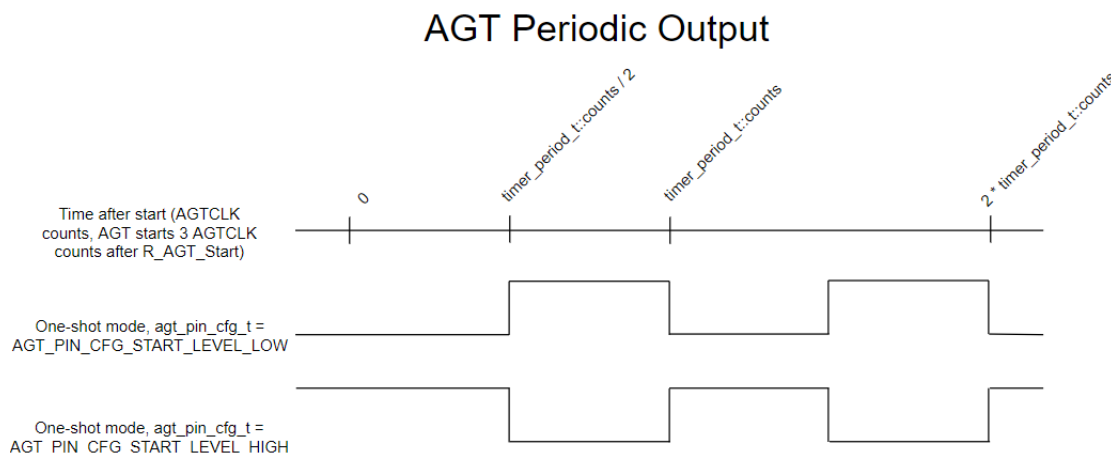 AGT Periodic Output
0
timer_period_t::counts / 2
timer_period_t::counts
2 * timer_period_t::counts
Time after start (AGTCLK
counts, AGT starts 3 AGTCLK
counts after R_AGT_Start)
One-shot mode, agt_pin_cfg_t =
AGT_PIN_CFG_START_LEVEL_LOW
One-shot mode, agt_pin_cfg_t =
AGT_PIN_CFG_START_LEVEL_HIGH